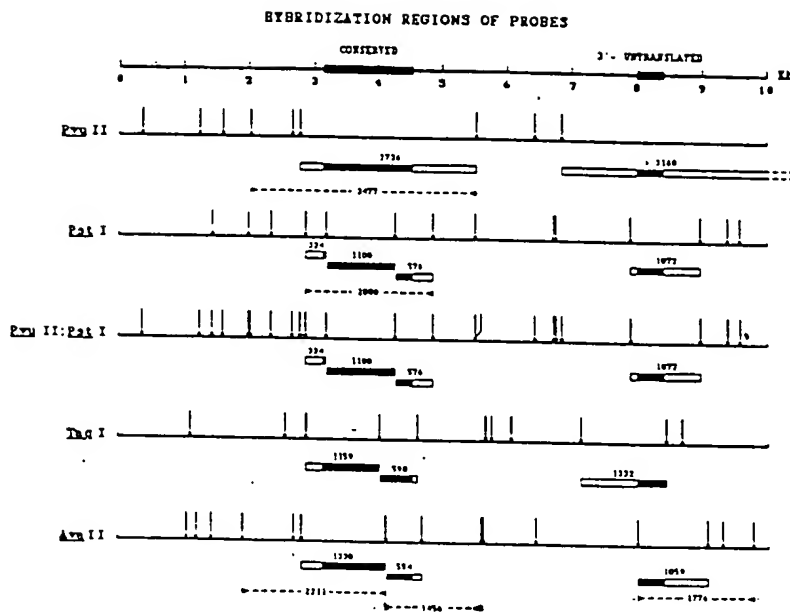 HYBRIDIZATION REGIONS OF PROBES
CONSERVED
3'- UNTRANSLATED
0 1 2 3 4 5 6 7 8 9 10 Kb
Pvu II
2736
> 3160
2477
Pst I
324
1100
576
1072
2000
Pvu II:Pst I
324
1100
576
1072
Taq I
1159
598
1332
Ava II
1330
554
1059
2211
1456
1776